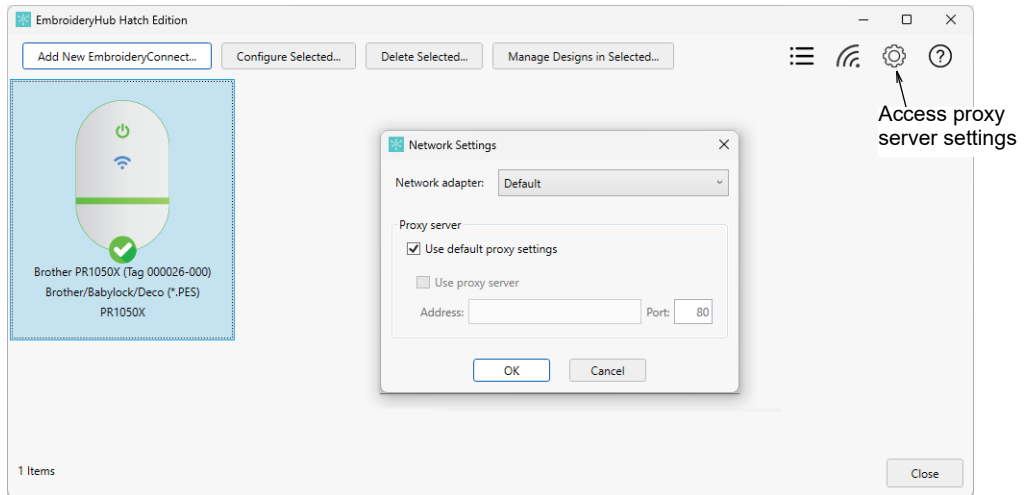 EmbroideryHub Hatch Edition
Add New EmbroideryConnect...
Configure Selected...
Delete Selected...
Manage Designs in Selected...
Access proxy
server settings
Brother PR1050X (Tag 000026-000)
Brother/Babylock/Deco (*.PES)
PR1050X
Network Settings
Network adapter: Default
Proxy server
Use default proxy settings
Use proxy server
Address: Port: 80
OK Cancel
1 Items
Close